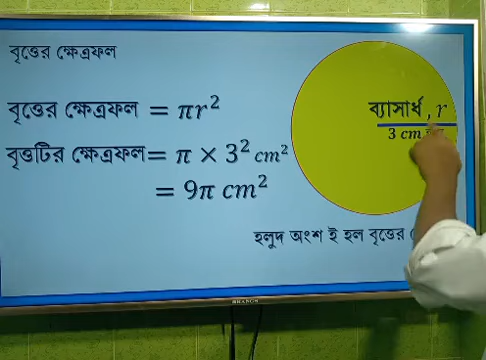 বৃত্তের ক্ষেত্রফল
বৃত্তের ক্ষেত্রফল = πr²
বৃত্তটির ক্ষেত্রফল = π × 3² cm²
= 9π cm²
ব্যাসার্ধ, r
3 cm
হলুদ অংশ ই হল বৃত্তের